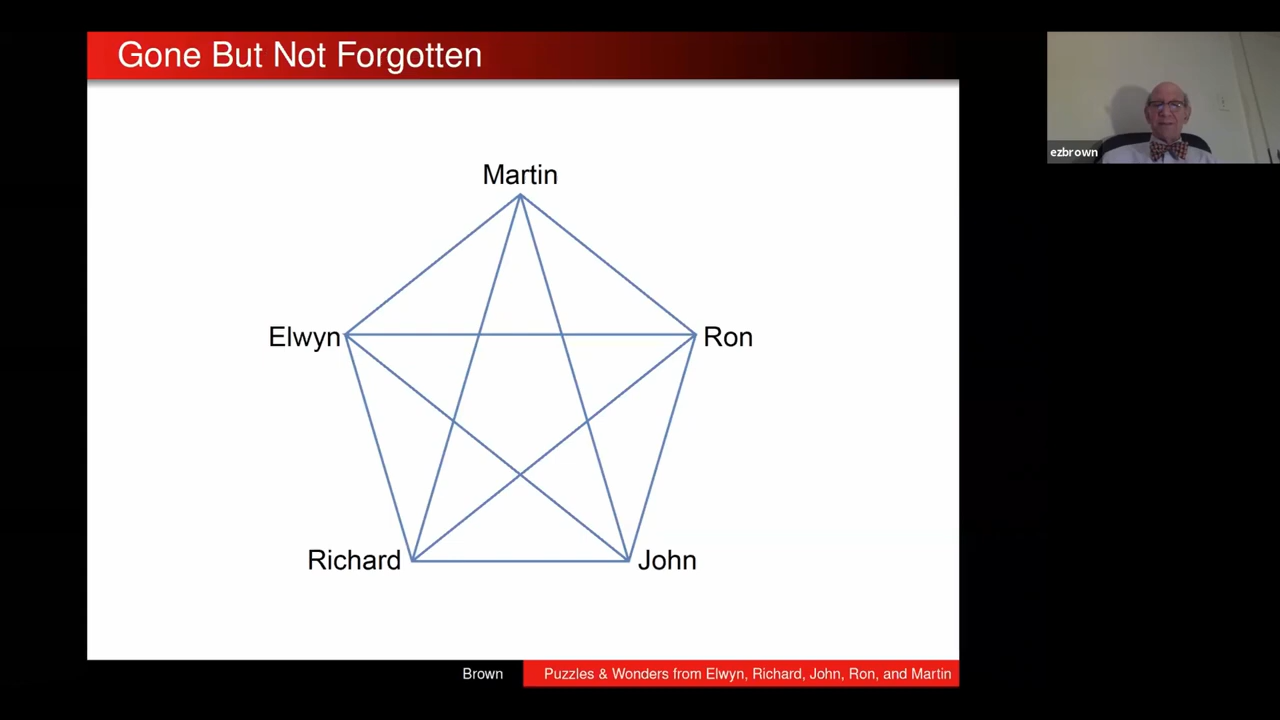 Gone But Not Forgotten
ezbrown
Martin
Elwyn
Ron
Richard
John
Brown
Puzzles & Wonders from Elwyn, Richard, John, Ron, and Martin